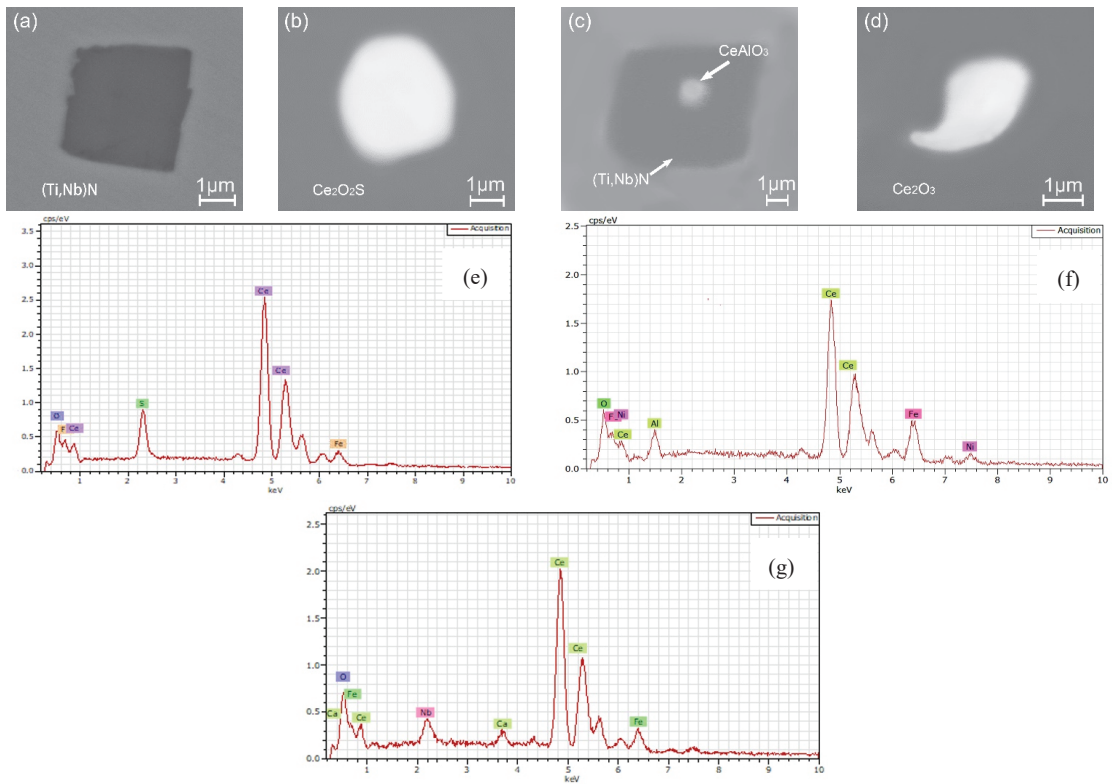 (a)
(Ti,Nb)N
1μm
(b)
Ce2O2S
1μm
(c)
CeAlO3
(Ti,Nb)N
1μm
(d)
Ce2O3
1μm
cps/eV
Acquisition
3.5
3.0
2.5
2.0
1.5
1.0
0.5
0.0
(e)
Ce
Ce
S
O
F
Ce
Fe
1 2 3 4 5 6 7 8 9 10
keV
cps/eV
Acquisition
2.5
2.0
1.5
1.0
0.5
0.0
(f)
Ce
Ce
O
F
Ni
Ce
Al
Fe
Ni
1 2 3 4 5 6 7 8 9 10
keV
cps/eV
Acquisition
2.5
2.0
1.5
1.0
0.5
0.0
(g)
Ce
Ce
O
Fe
Ca
Ce
Nb
Ca
Fe
1 2 3 4 5 6 7 8 9 10
keV